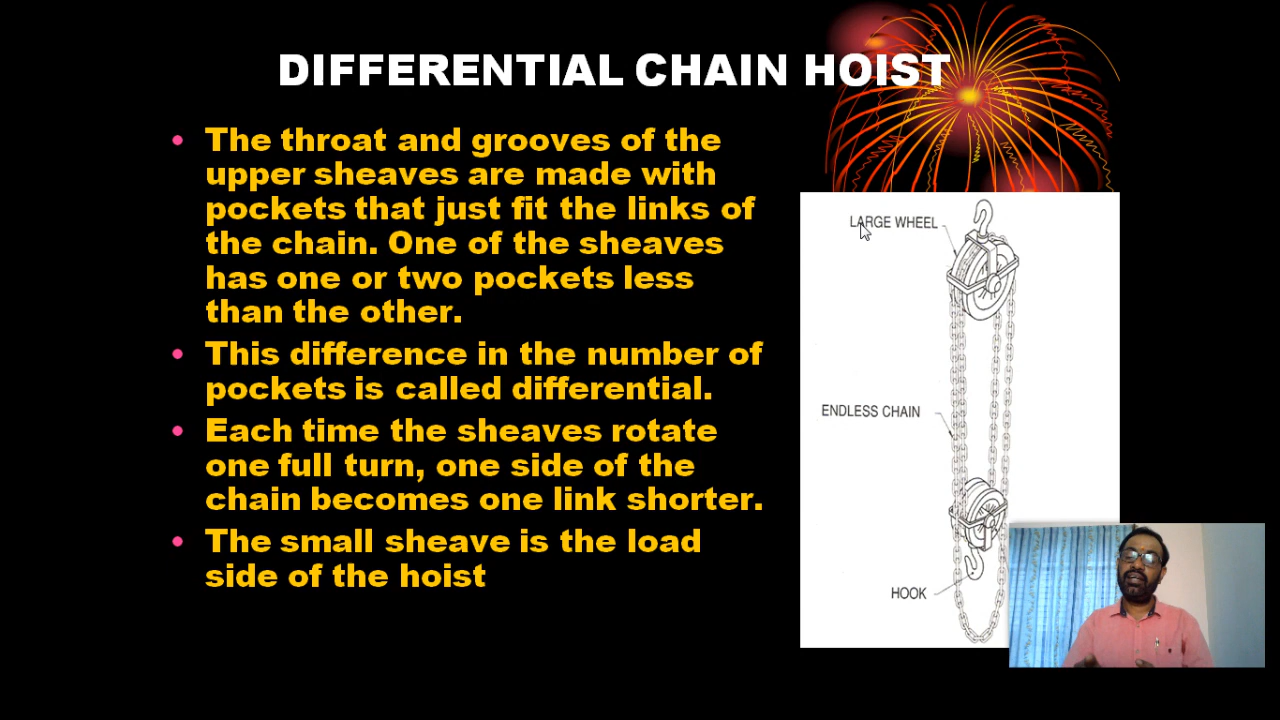 DIFFERENTIAL CHAIN HOIST
• The throat and grooves of the
upper sheaves are made with
pockets that just fit the links of
the chain. One of the sheaves
has one or two pockets less
than the other.
• This difference in the number of
pockets is called differential.
• Each time the sheaves rotate
one full turn, one side of the
chain becomes one link shorter.
• The small sheave is the load
side of the hoist
LARGE WHEEL
ENDLESS CHAIN
HOOK